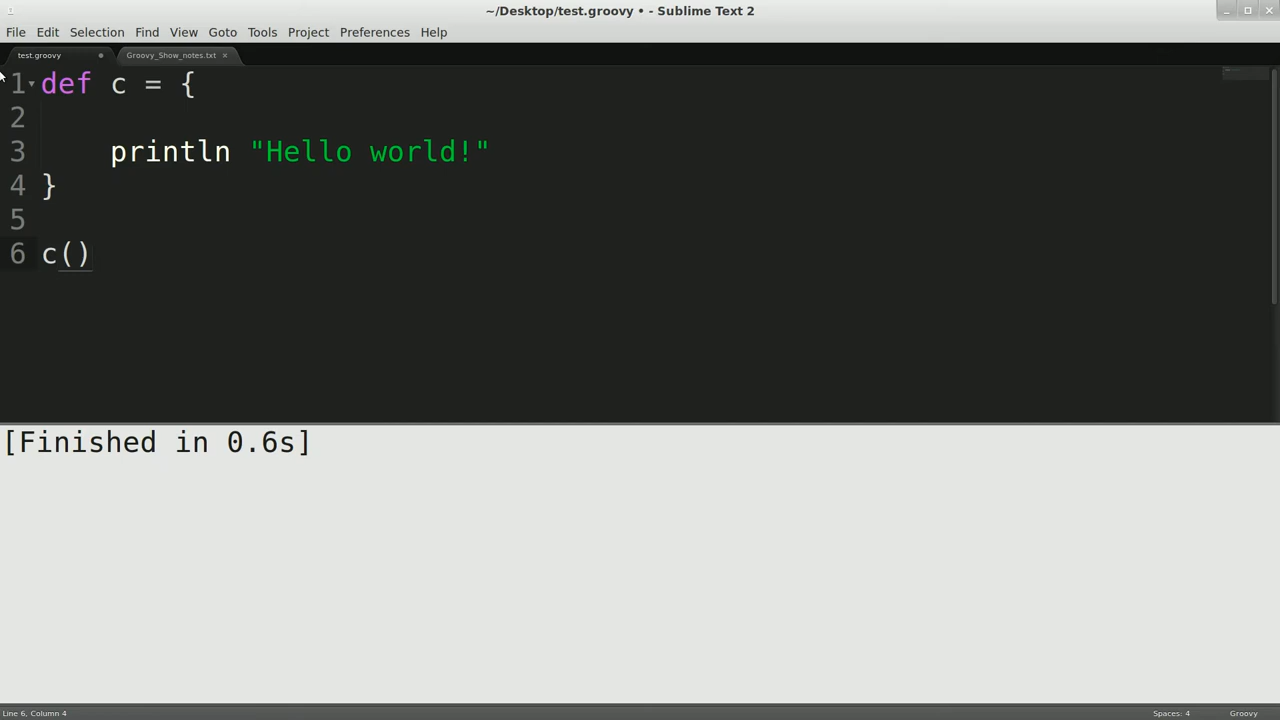 ~/Desktop/test.groovy • - Sublime Text 2
File Edit Selection Find View Goto Tools Project Preferences Help
test.groovy Groovy_Show_notes.txt ×
1 def c = {
2
3 println "Hello world!"
4 }
5
6 c()
[Finished in 0.6s]
Line 6, Column 4 Spaces: 4 Groovy